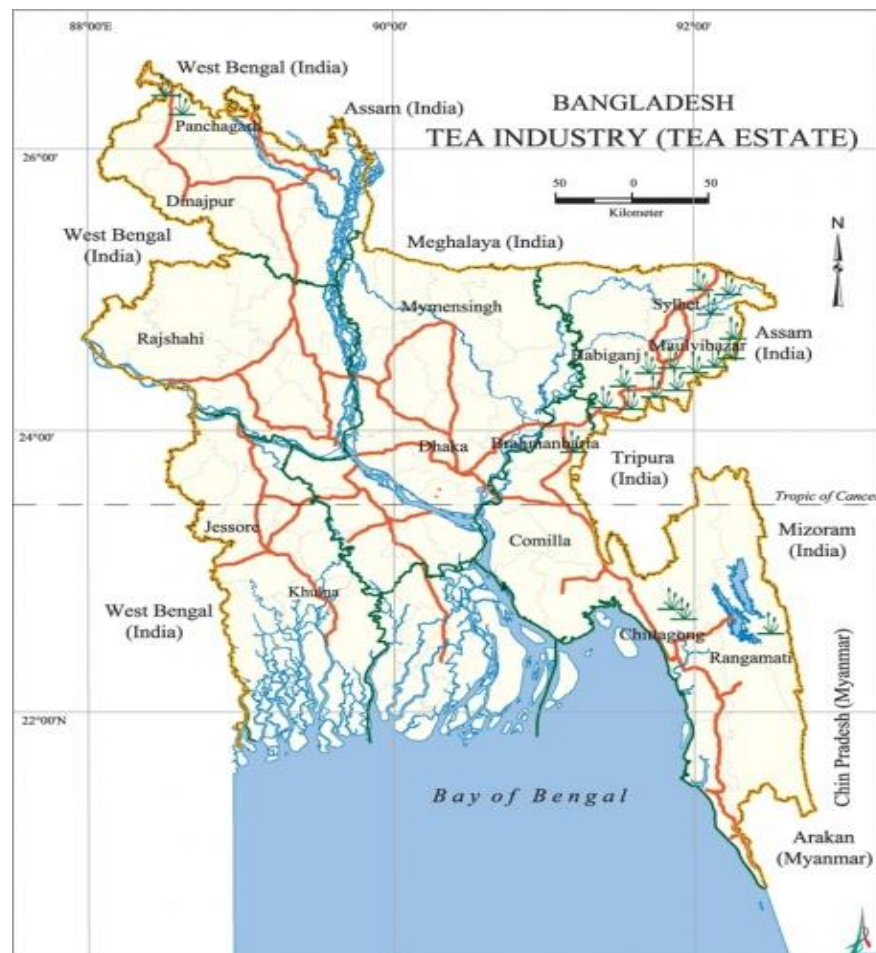 88°00'E
90°00'
92°00'
West Bengal (India)
BANGLADESH
Assam (India)
TEA INDUSTRY (TEA ESTATE)
Panchagarh
26°00'
50 0 50
Kilometer
Dinajpur
N
West Bengal
(India)
Meghalaya (India)
Mymensingh
Sylhet
Rajshahi
Maulvibazar
Assam
(India)
Habiganj
24°00'
Dhaka
Brahmanbaria
Tripura
(India)
Tropic of Cancer
Jessore
Comilla
Mizoram
(India)
Khulna
West Bengal
(India)
Chittagong
Rangamati
22°00'N
Chin Pradesh (Myanmar)
Bay of Bengal
Arakan
(Myanmar)